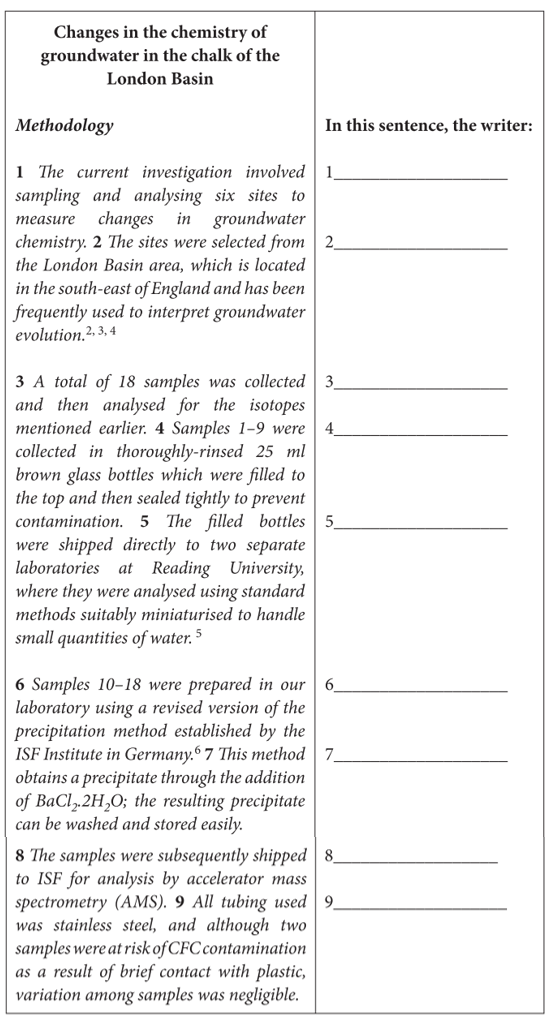 Changes in the chemistry of
groundwater in the chalk of the
London Basin
Methodology
In this sentence, the writer:
1 The current investigation involved
sampling and analysing six sites to
measure changes in groundwater
chemistry. 2 The sites were selected from
the London Basin area, which is located
in the south-east of England and has been
frequently used to interpret groundwater
evolution.2, 3, 4
1______________________
2______________________
3 A total of 18 samples was collected
and then analysed for the isotopes
mentioned earlier. 4 Samples 1–9 were
collected in thoroughly-rinsed 25 ml
brown glass bottles which were filled to
the top and then sealed tightly to prevent
contamination. 5 The filled bottles
were shipped directly to two separate
laboratories at Reading University,
where they were analysed using standard
methods suitably miniaturised to handle
small quantities of water. 5
3______________________
4______________________
5______________________
6 Samples 10–18 were prepared in our
laboratory using a revised version of the
precipitation method established by the
ISF Institute in Germany.6 7 This method
obtains a precipitate through the addition
of BaCl2.2H2O; the resulting precipitate
can be washed and stored easily.
6______________________
7______________________
8 The samples were subsequently shipped
to ISF for analysis by accelerator mass
spectrometry (AMS). 9 All tubing used
was stainless steel, and although two
samples were at risk of CFC contamination
as a result of brief contact with plastic,
variation among samples was negligible.
8_____________________
9______________________